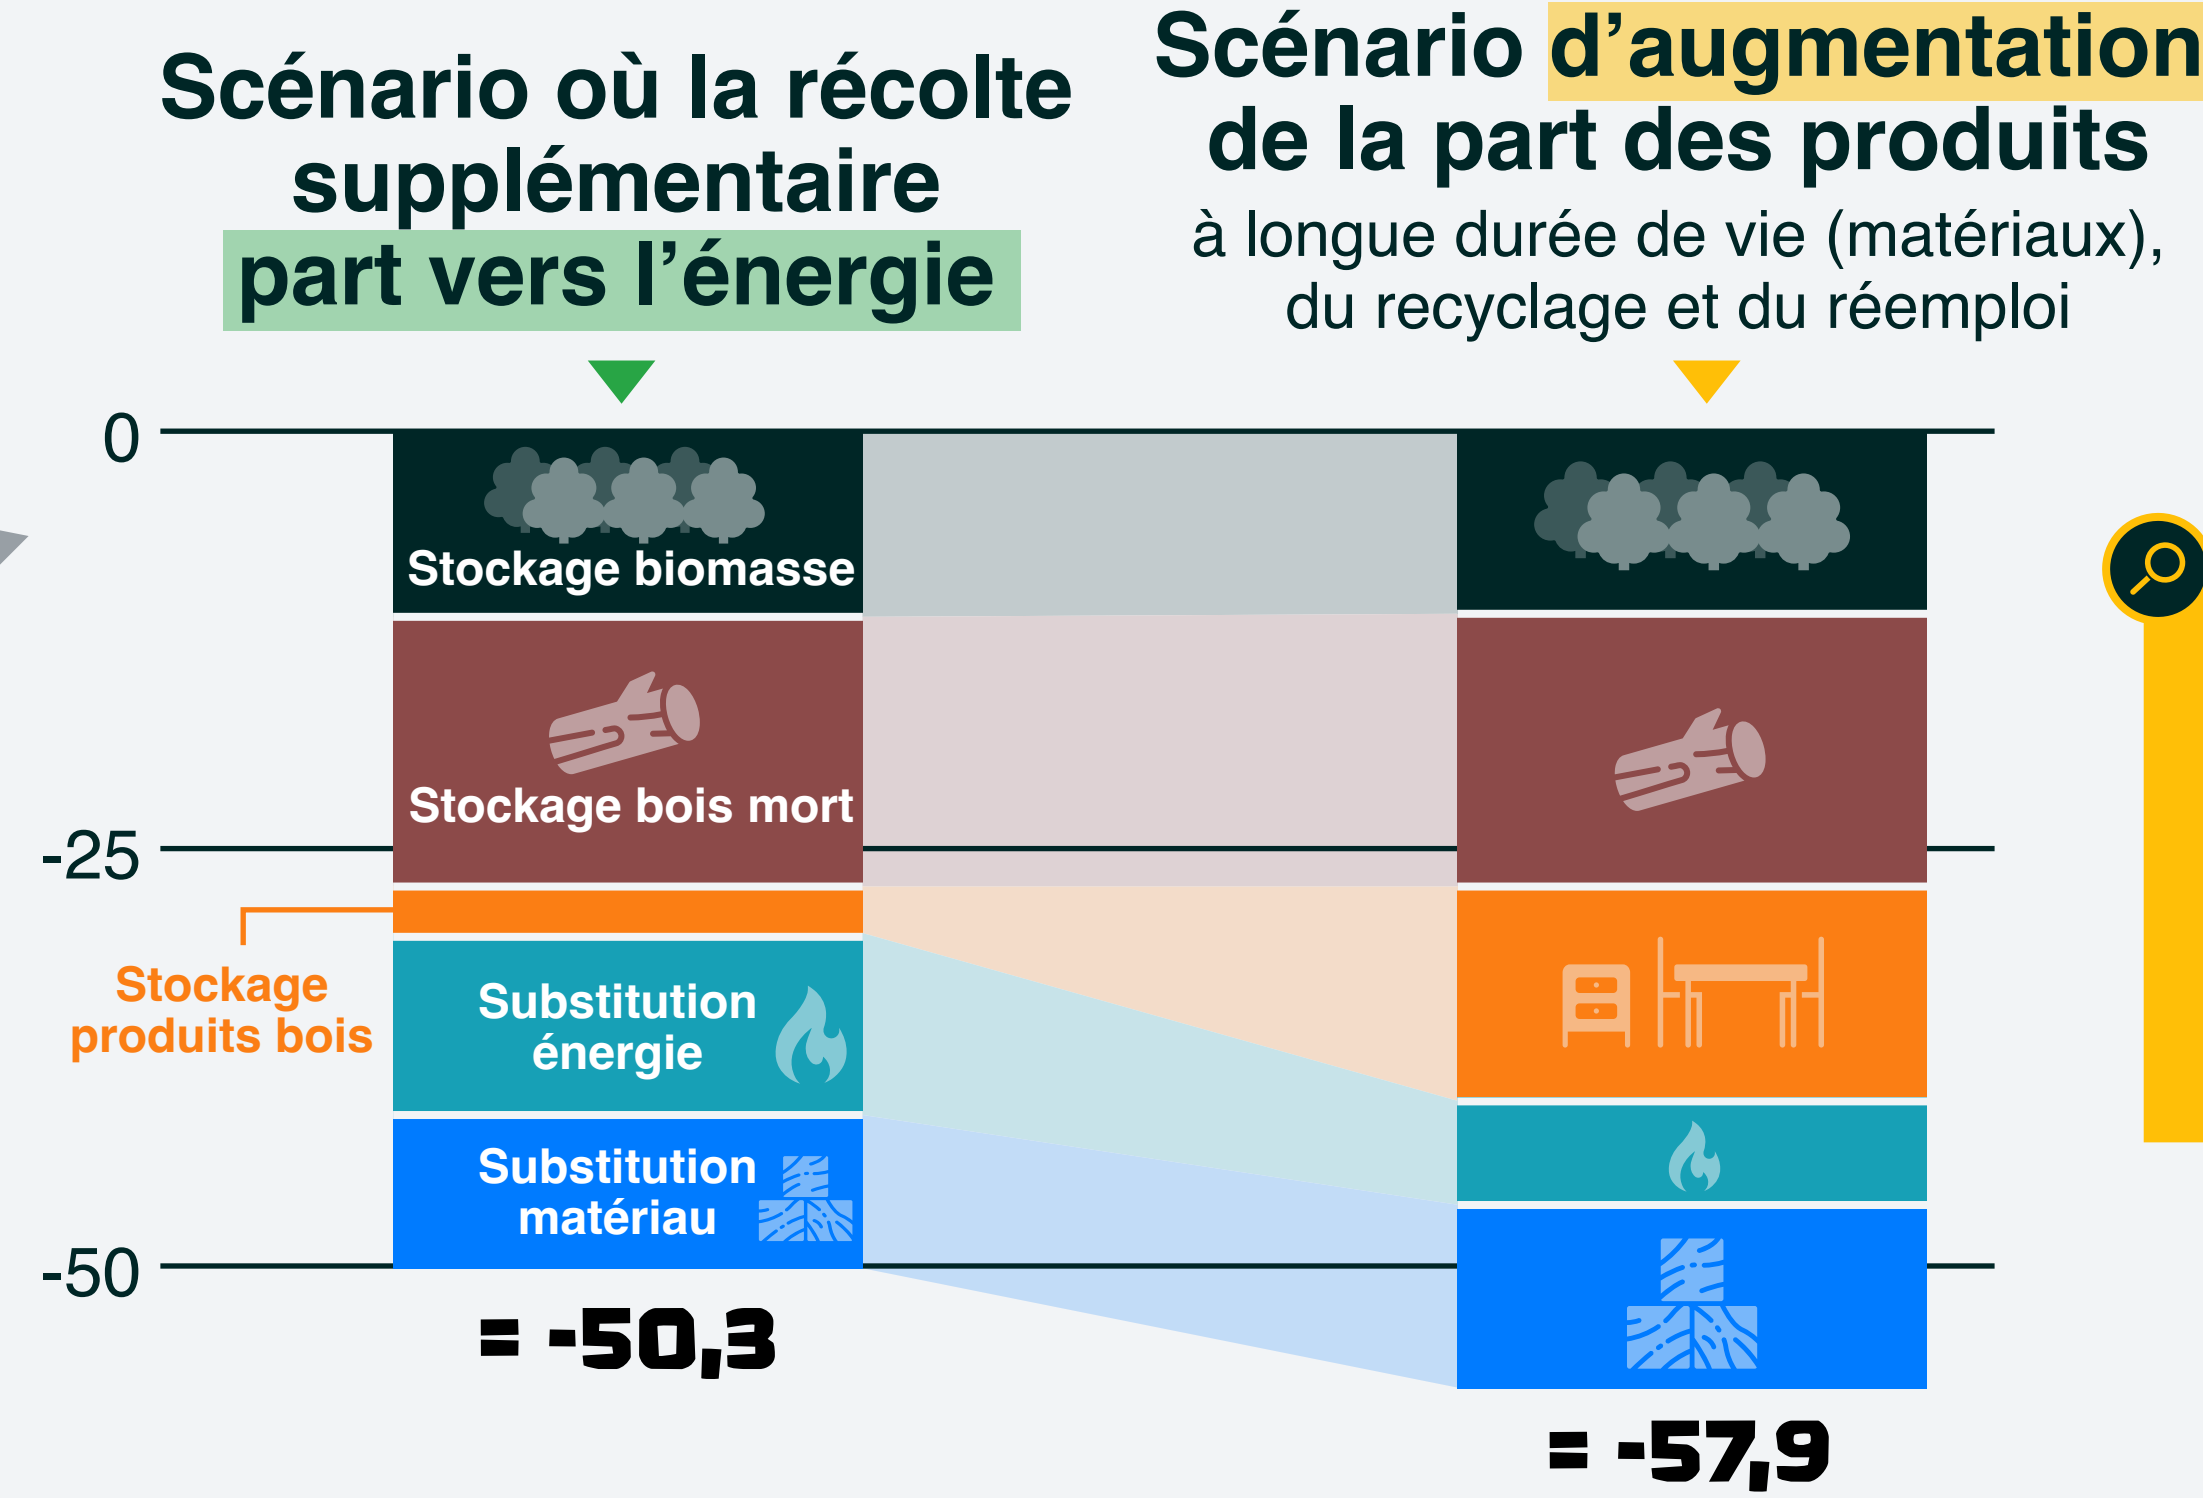 Scénario où la récolte
supplémentaire
part vers l’énergie
Scénario d’augmentation
de la part des produits
à longue durée de vie (matériaux),
du recyclage et du réemploi
0
Stockage biomasse
Stockage bois mort
-25
Stockage
produits bois
Substitution
énergie
Substitution
matériau
-50
= -50,3
= -57,9